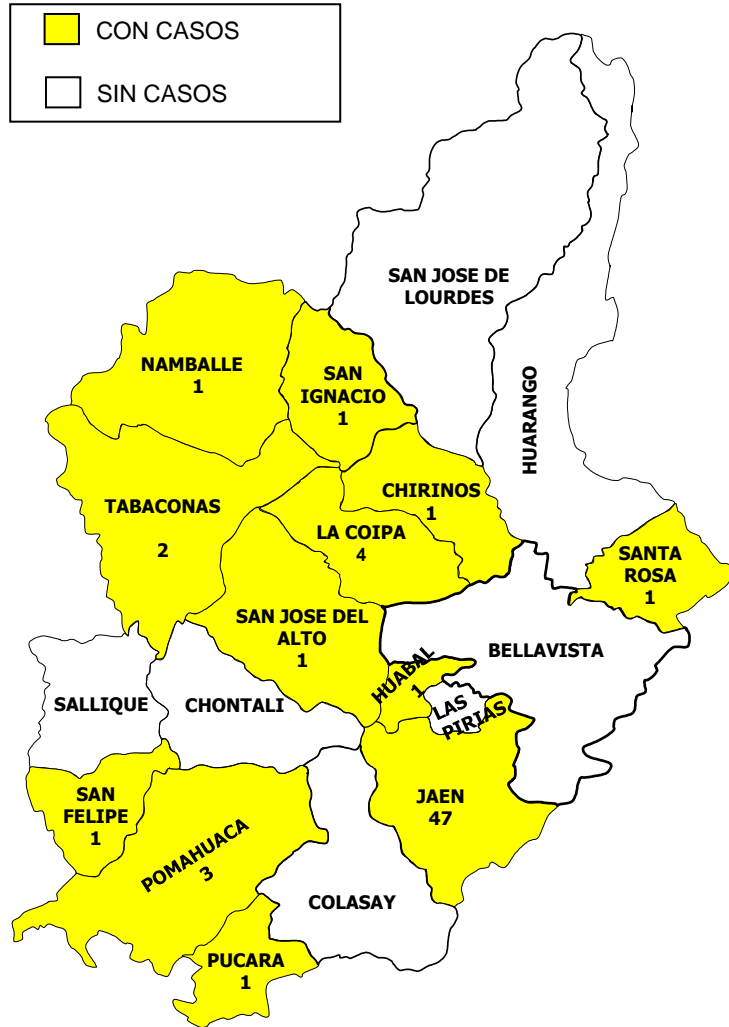 CON CASOS
SIN CASOS
SAN JOSE DE
LOURDES
HUARANGO
NAMBALLE
1
SAN
IGNACIO
1
CHIRINOS
1
TABACONAS
2
LA COIPA
4
SANTA
ROSA
1
SAN JOSE DEL
ALTO
1
BELLAVISTA
HUABAL
1
LAS
PIRIAS
SALLIQUE
CHONTALI
SAN
FELIPE
1
JAEN
47
POMAHUACA
3
COLASAY
PUCARA
1